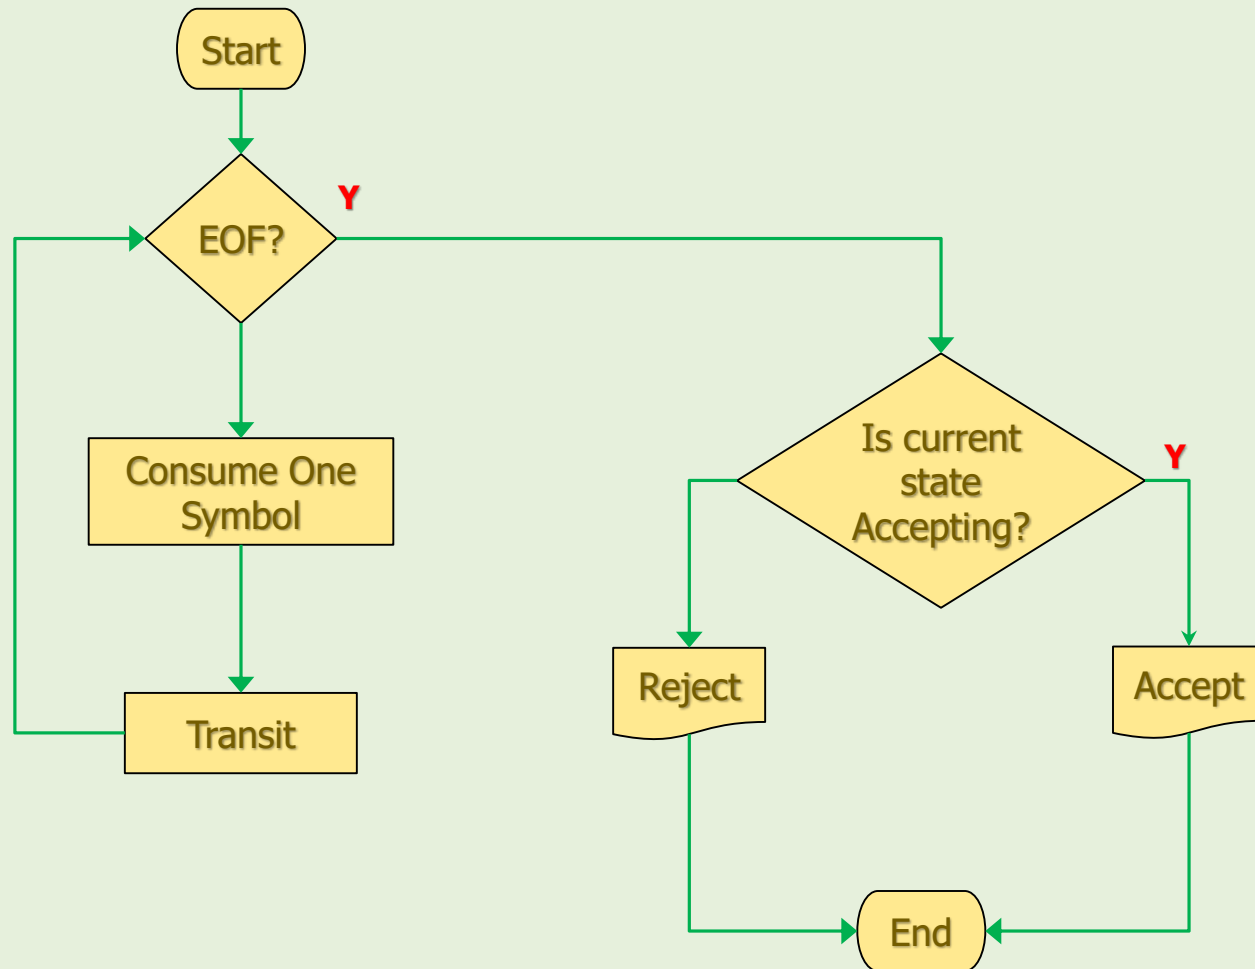 Start
Y
EOF?
Consume One
Symbol
Transit
Is current
state
Accepting?
Y
Reject
Accept
End